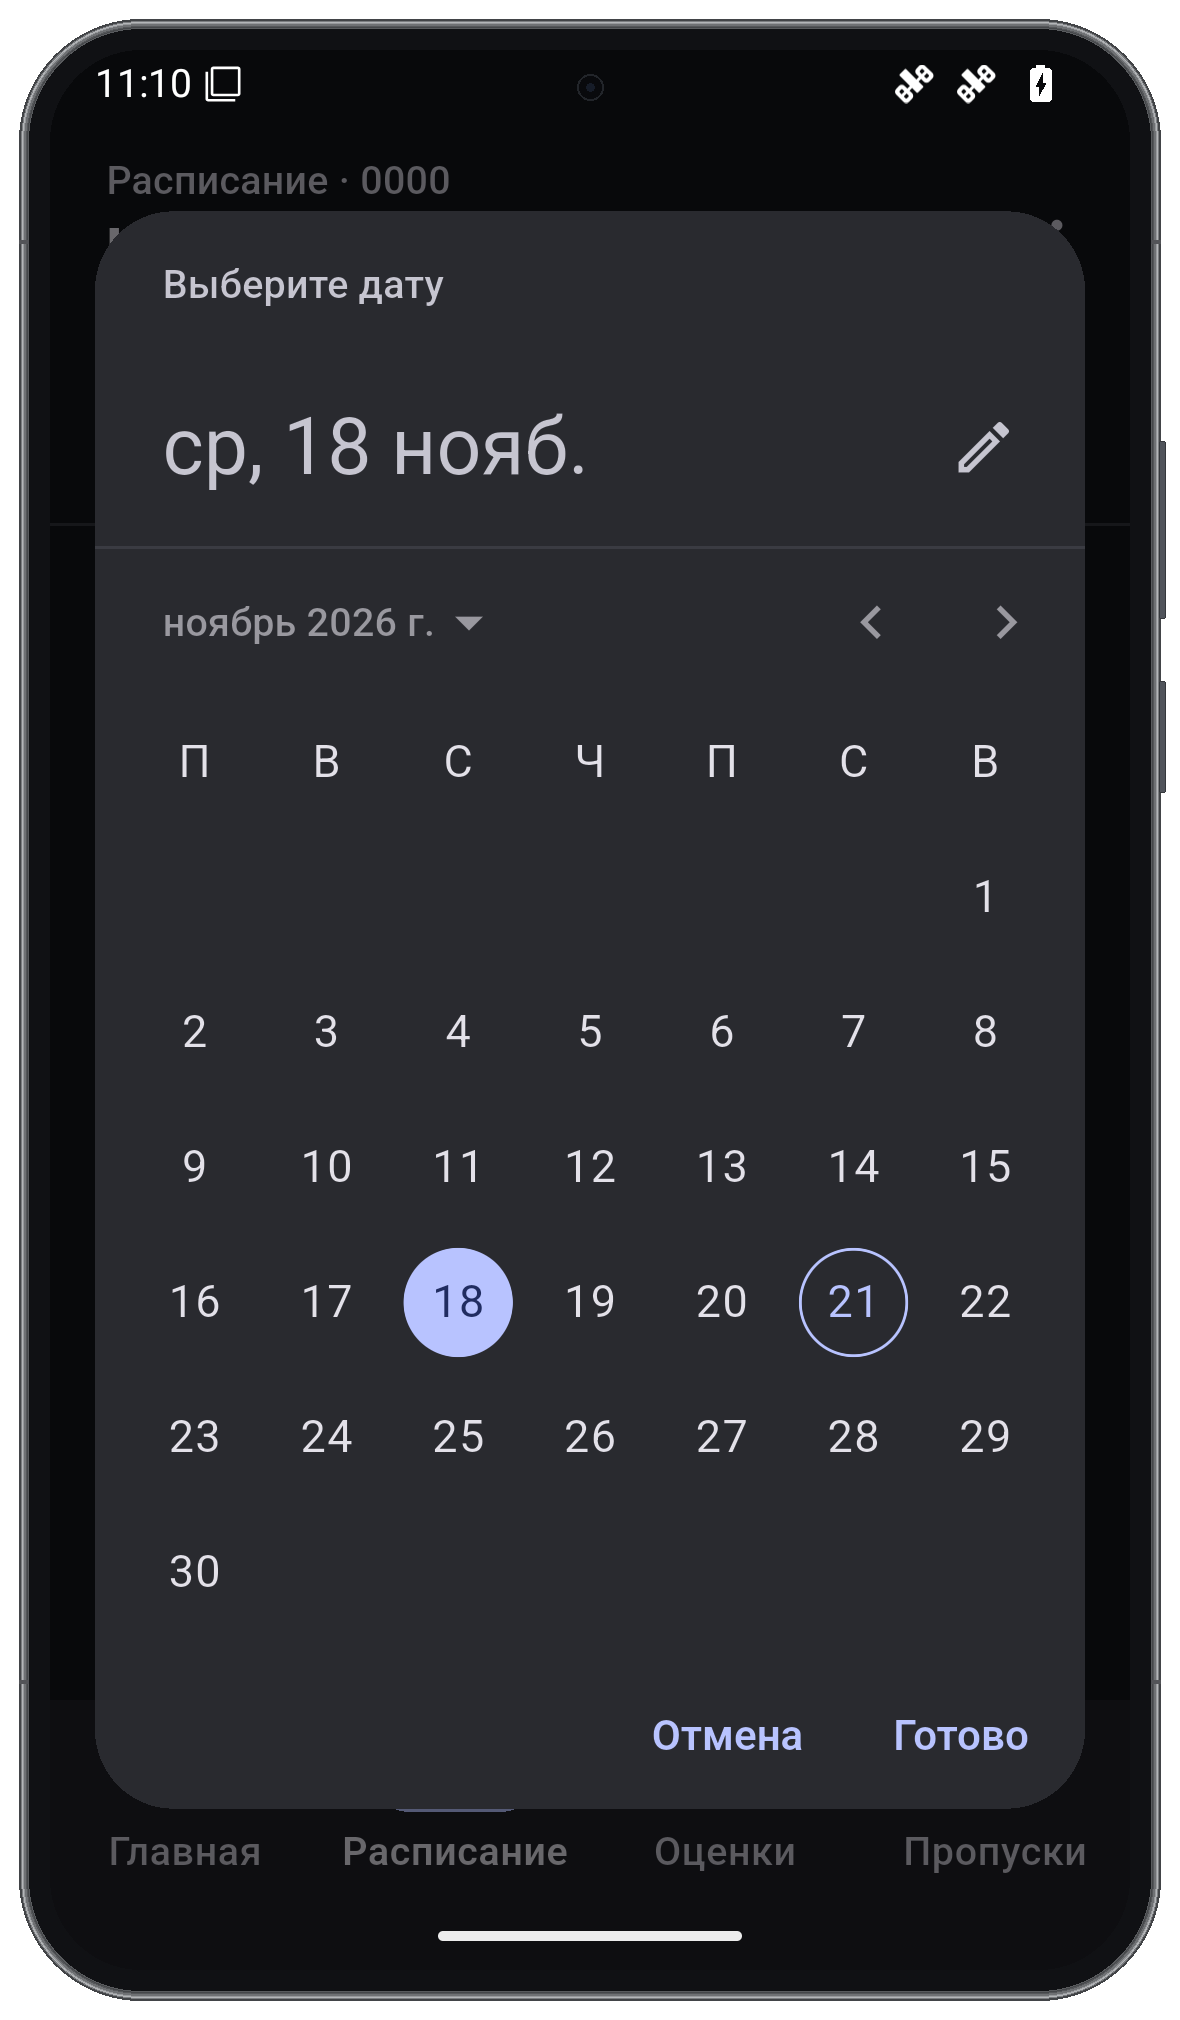 11:10
Расписание · 0000
Выберите дату
ср, 18 нояб.
ноябрь 2026 г.
П В С Ч П С В
1
2 3 4 5 6 7 8
9 10 11 12 13 14 15
16 17 18 19 20 21 22
23 24 25 26 27 28 29
30
Отмена Готово
Главная Расписание Оценки Пропуски